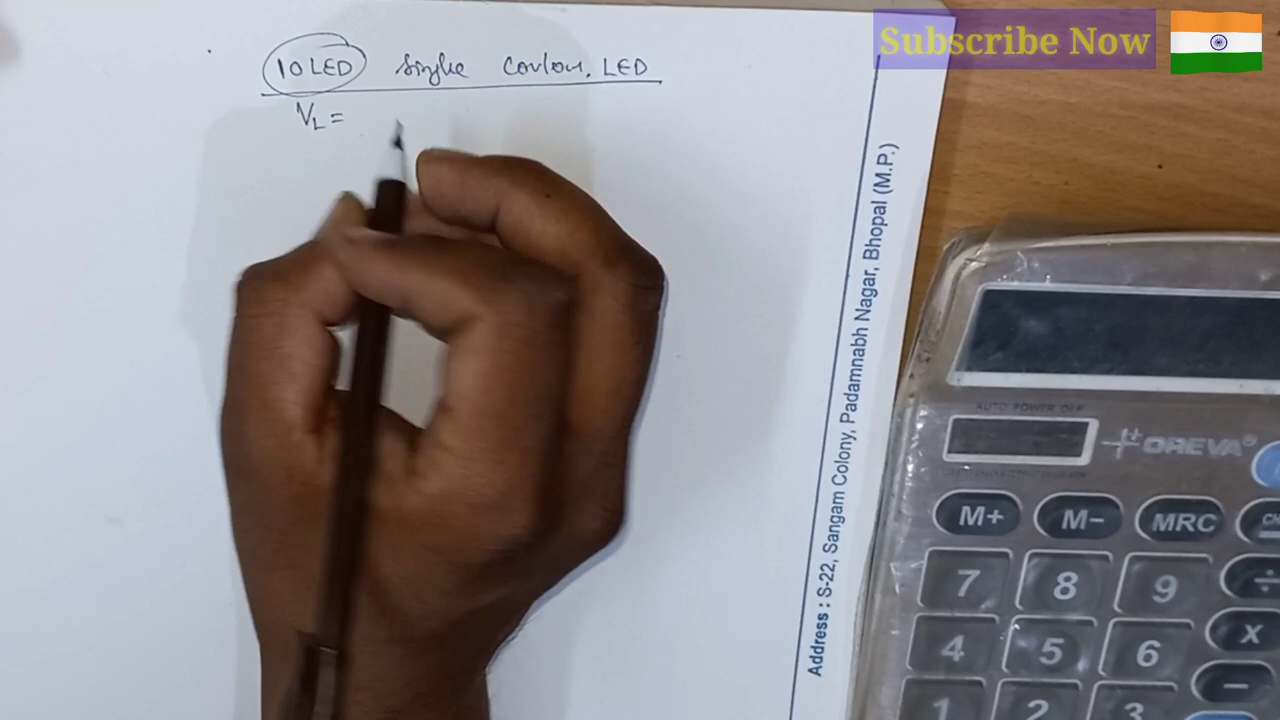 Subscribe Now
10 LED Single Colour. LED
VL =
Address : S-22, Sangam Colony, Padamnabh Nagar, Bhopal (M.P.)
AUTO POWER OFF
OREVA®
M+ M- MRC
7 8 9 ÷
4 5 6 x
1 2 3 -